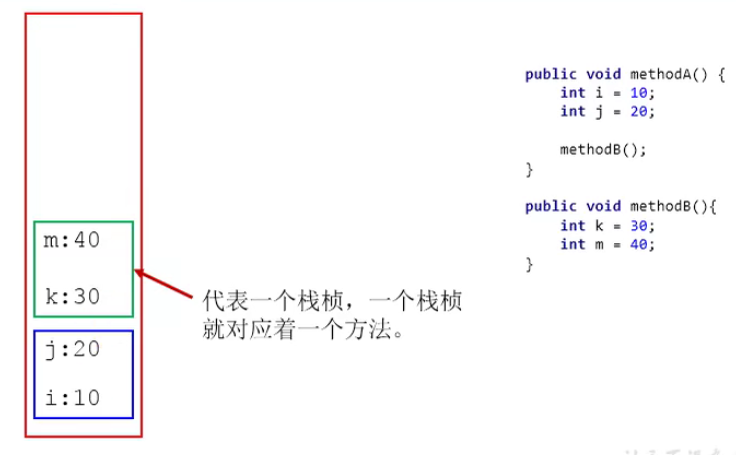 m:40
k:30
j:20
i:10
代表一个栈桢，一个栈桢
就对应着一个方法。
public void methodA() {
int i = 10;
int j = 20;
methodB();
}
public void methodB(){
int k = 30;
int m = 40;
}